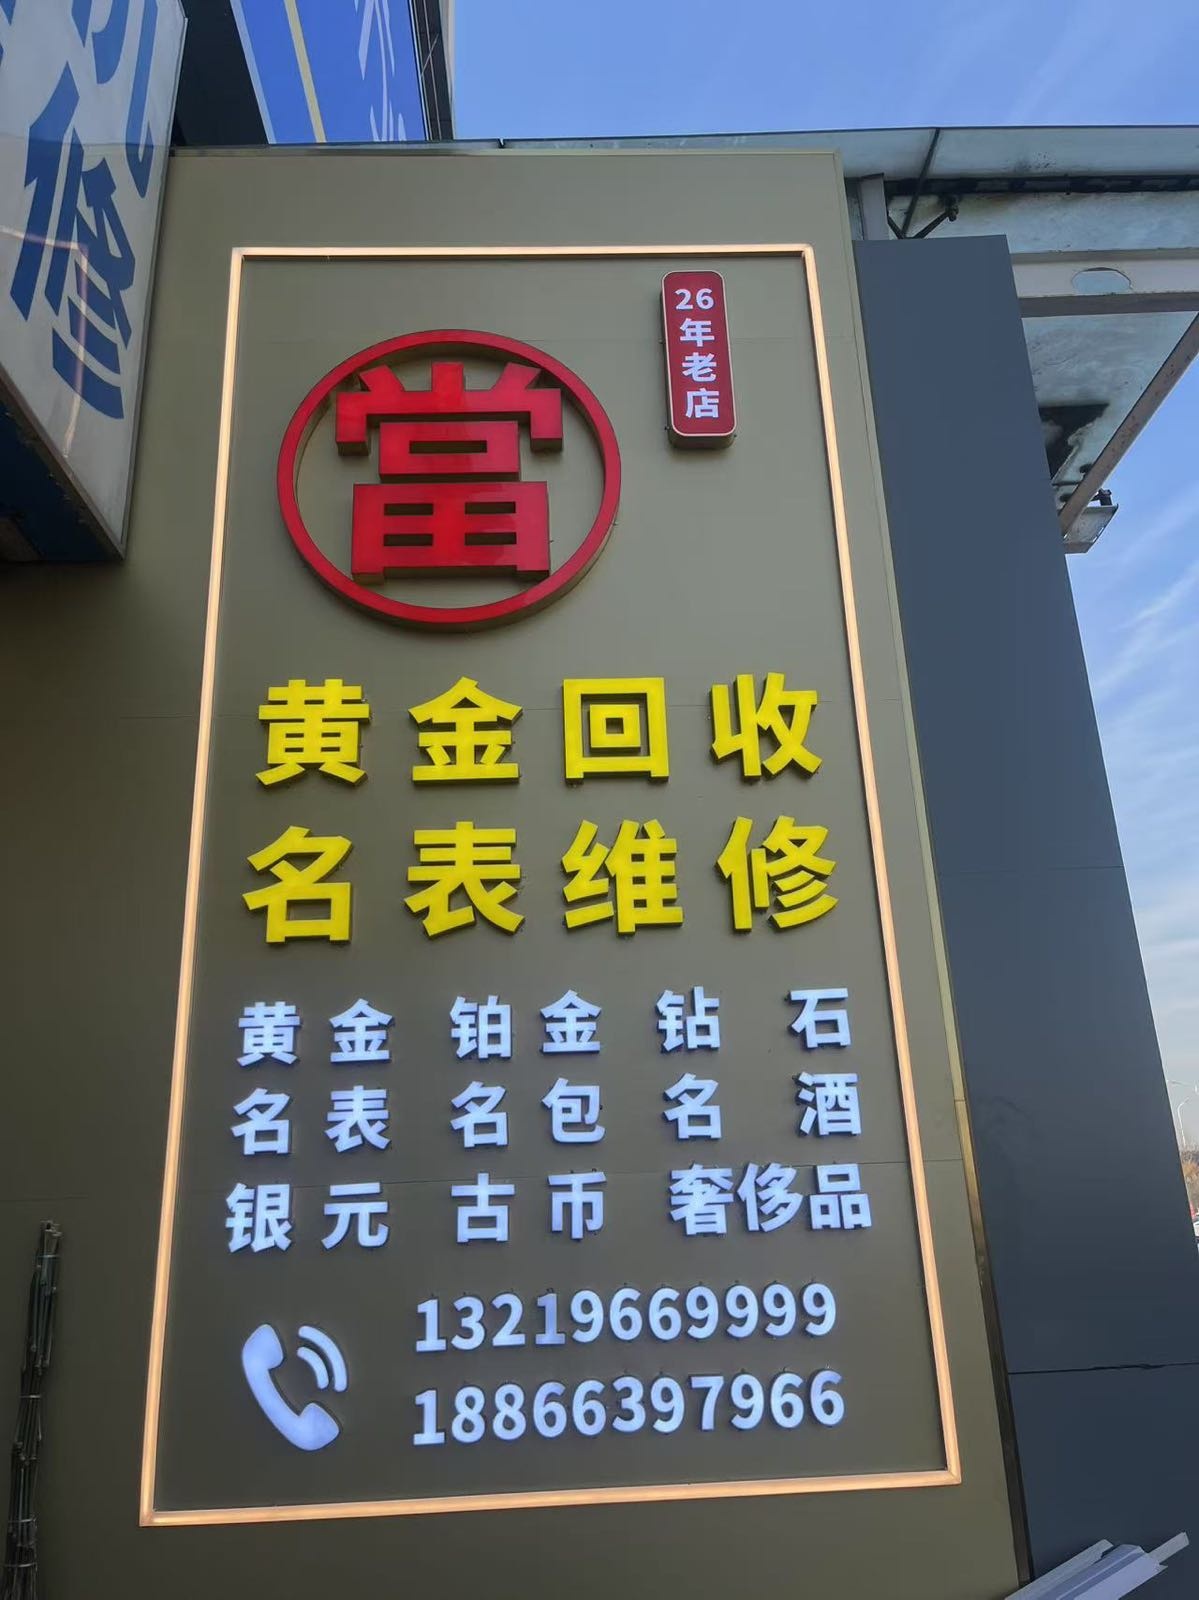 26年老店
當
黄金回收
名表维修
黄金 铂金 钻石
名表 名包 名酒
银元 古币 奢侈品
13219669999
18866397966
修